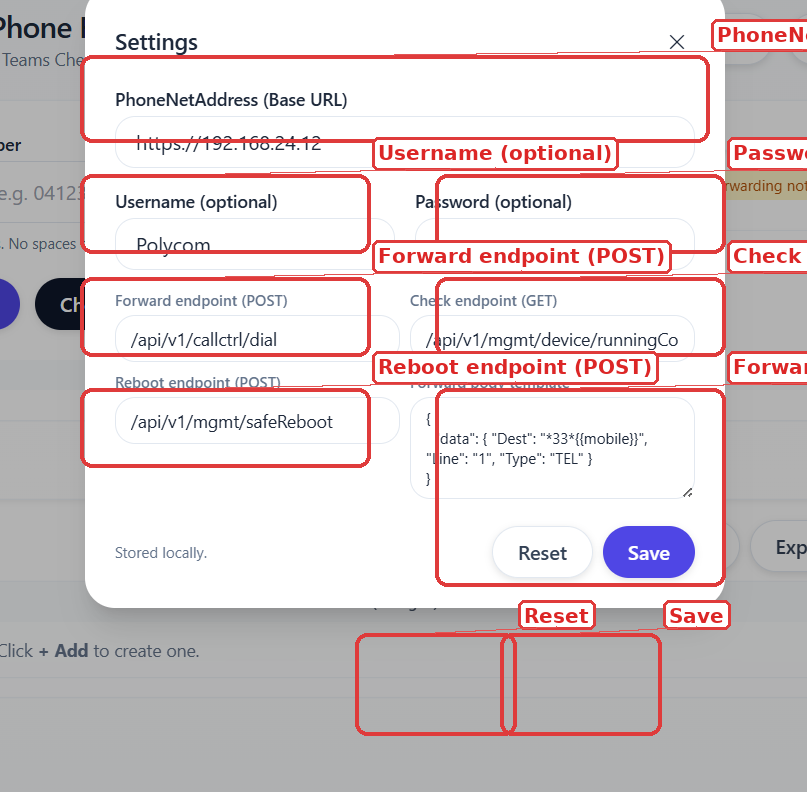 Phone
Settings
PhoneNe
Teams Che
PhoneNetAddress (Base URL)
https://192.168.24.12
Username (optional)
Passwo
Username (optional)
Password (optional)
rwarding not
e.g. 04123
Polycom
. No spaces
Forward endpoint (POST)
Check
Forward endpoint (POST)
Check endpoint (GET)
Ch
/api/v1/callctrl/dial
/api/v1/mgmt/device/runningCo
Reboot endpoint (POST)
Forwar
Reboot endpoint (POST)
Forward body template
/api/v1/mgmt/safeReboot
{
"data": { "Dest": "*33*{{mobile}}",
"Line": "1", "Type": "TEL" }
}
Stored locally.
Reset
Save
Exp
Reset
Save
Click + Add to create one.